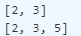 [2, 3]
[2, 3, 5]